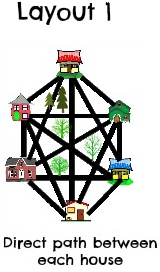 Layout 1
Direct path between
each house